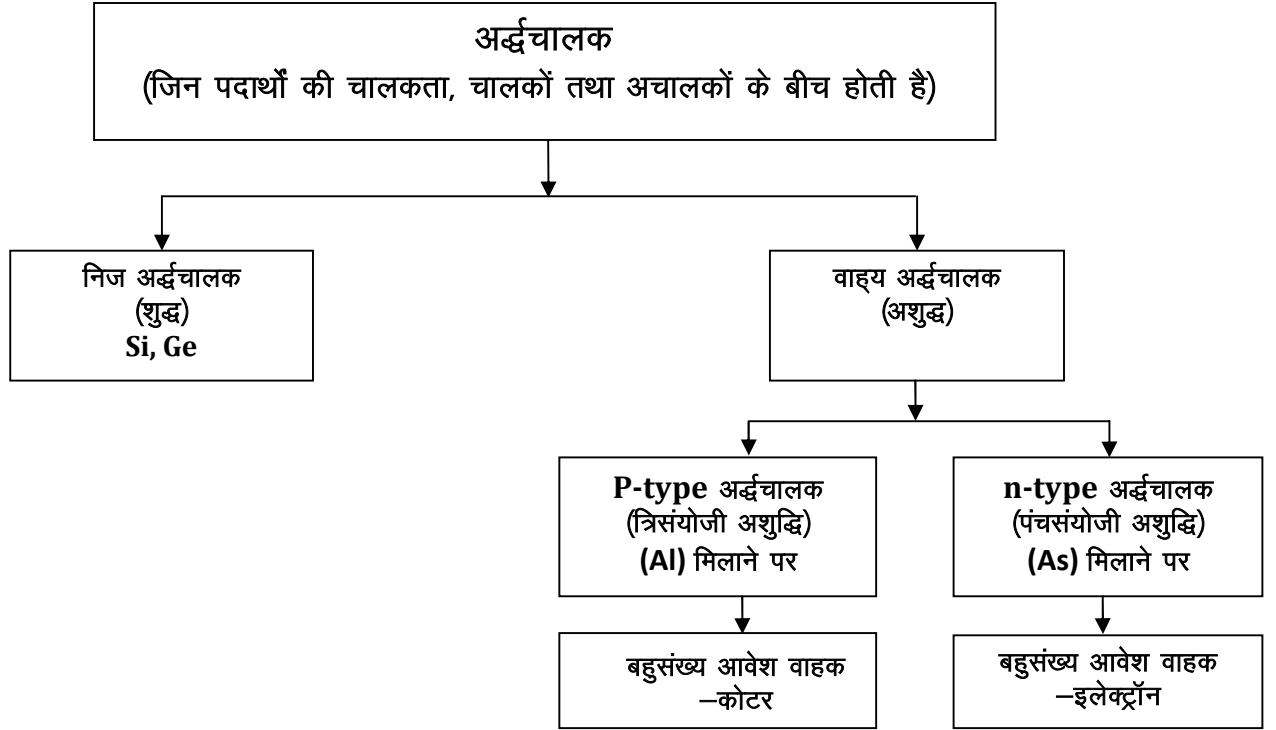 अर्द्धचालक
(जिन पदार्थों की चालकता, चालकों तथा अचालकों के बीच होती है)
निज अर्द्धचालक
(शुद्ध)
Si, Ge
वाह्य अर्द्धचालक
(अशुद्ध)
P-type अर्द्धचालक
(त्रिसंयोजी अशुद्धि)
(Al) मिलाने पर
n-type अर्द्धचालक
(पंचसंयोजी अशुद्धि)
(As) मिलाने पर
बहुसंख्य आवेश वाहक
–कोटर
बहुसंख्य आवेश वाहक
–इलेक्ट्रॉन